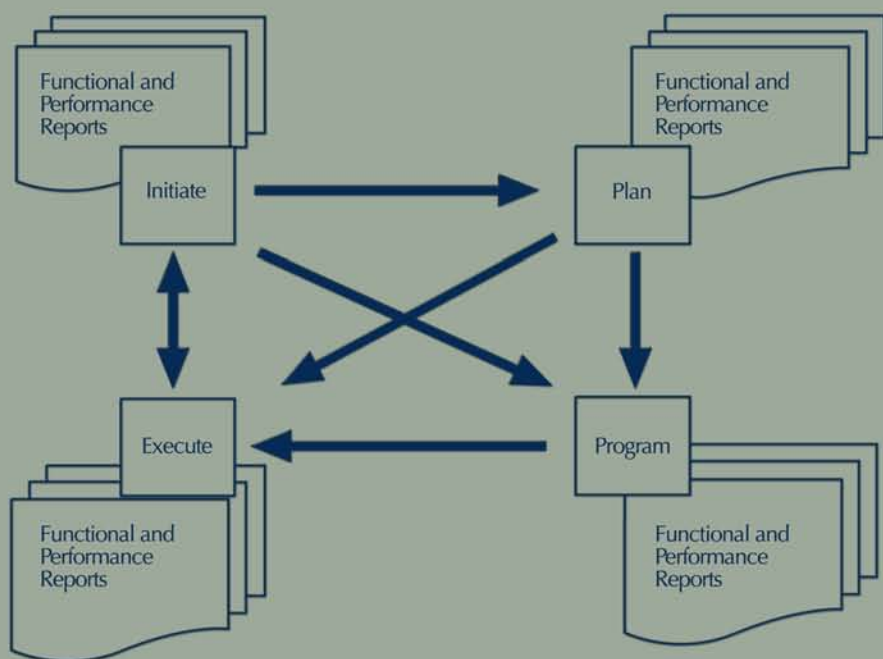 Functional and
Performance
Reports
Initiate
Functional and
Performance
Reports
Plan
Execute
Functional and
Performance
Reports
Program
Functional and
Performance
Reports